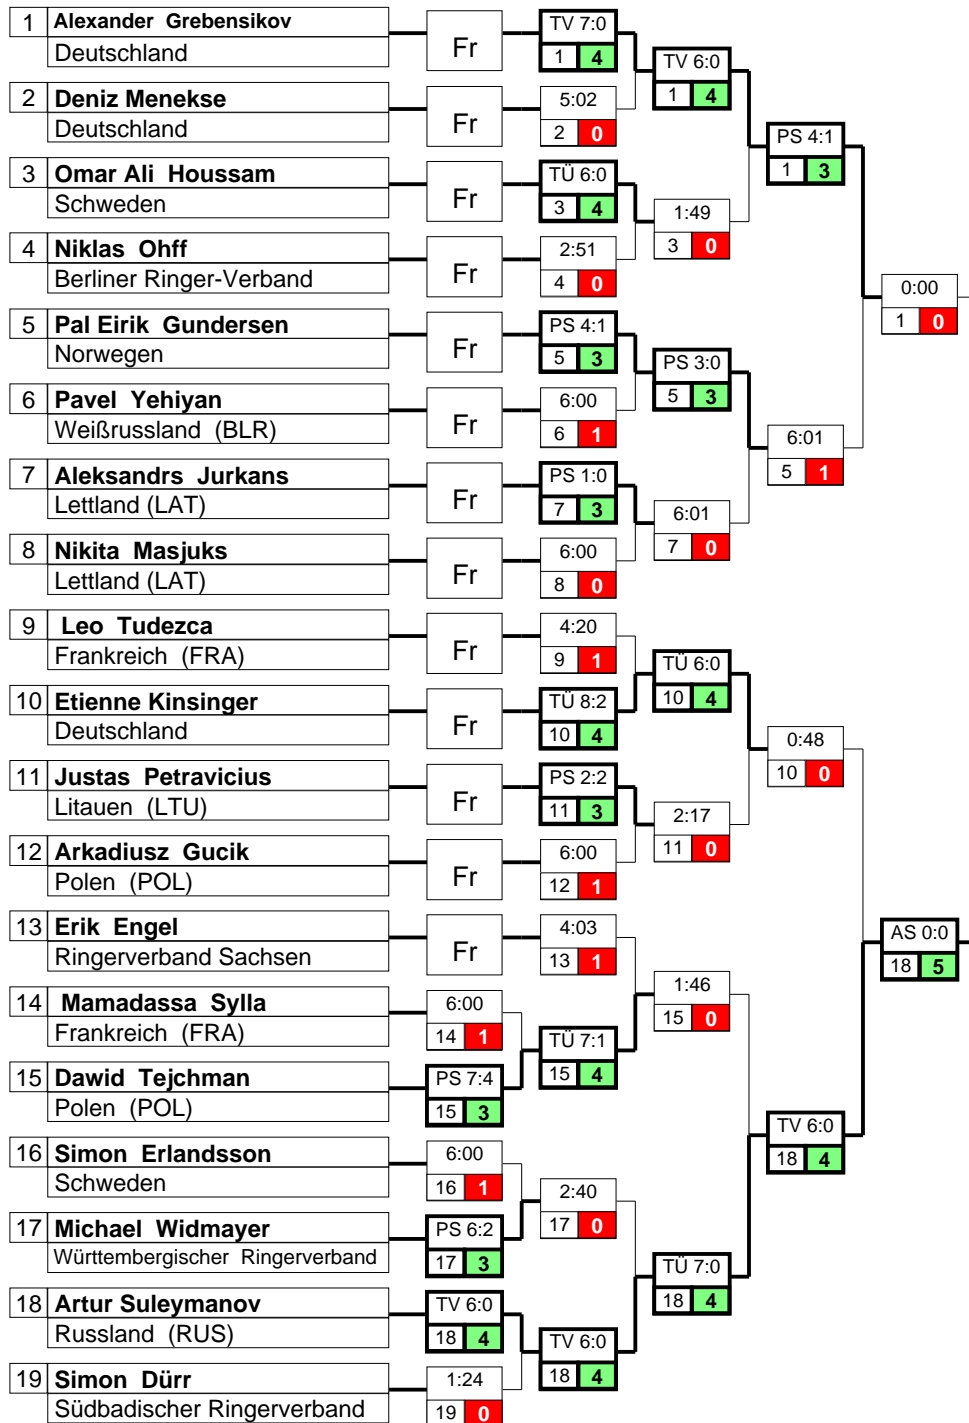 1 Alexander Grebensikov
Deutschland
Fr
TV 7:0
1 4
TV 6:0
1 4
2 Deniz Menekse
Deutschland
Fr
5:02
2 0
PS 4:1
1 3
3 Omar Ali Houssam
Schweden
Fr
TÜ 6:0
3 4
1:49
3 0
4 Niklas Ohff
Berliner Ringer-Verband
Fr
2:51
4 0
0:00
1 0
5 Pal Eirik Gundersen
Norwegen
Fr
PS 4:1
5 3
PS 3:0
5 3
6 Pavel Yehiyan
Weißrussland (BLR)
Fr
6:00
6 1
6:01
5 1
7 Aleksandrs Jurkans
Lettland (LAT)
Fr
PS 1:0
7 3
6:01
7 0
8 Nikita Masjuks
Lettland (LAT)
Fr
6:00
8 0
9 Leo Tudezca
Frankreich (FRA)
Fr
4:20
9 1
TÜ 6:0
10 4
10 Etienne Kinsinger
Deutschland
Fr
TÜ 8:2
10 4
0:48
10 0
11 Justas Petravicius
Litauen (LTU)
Fr
PS 2:2
11 3
2:17
11 0
12 Arkadiusz Gucik
Polen (POL)
Fr
6:00
12 1
13 Erik Engel
Ringerverband Sachsen
Fr
4:03
13 1
AS 0:0
18 5
14 Mamadassa Sylla
Frankreich (FRA)
6:00
14 1
TÜ 7:1
15 4
1:46
15 0
15 Dawid Tejchman
Polen (POL)
PS 7:4
15 3
TV 6:0
18 4
16 Simon Erlandsson
Schweden
6:00
16 1
2:40
17 0
17 Michael Widmayer
Württembergischer Ringerverband
PS 6:2
17 3
TÜ 7:0
18 4
18 Artur Suleymanov
Russland (RUS)
TV 6:0
18 4
TV 6:0
18 4
19 Simon Dürr
Südbadischer Ringerverband
1:24
19 0